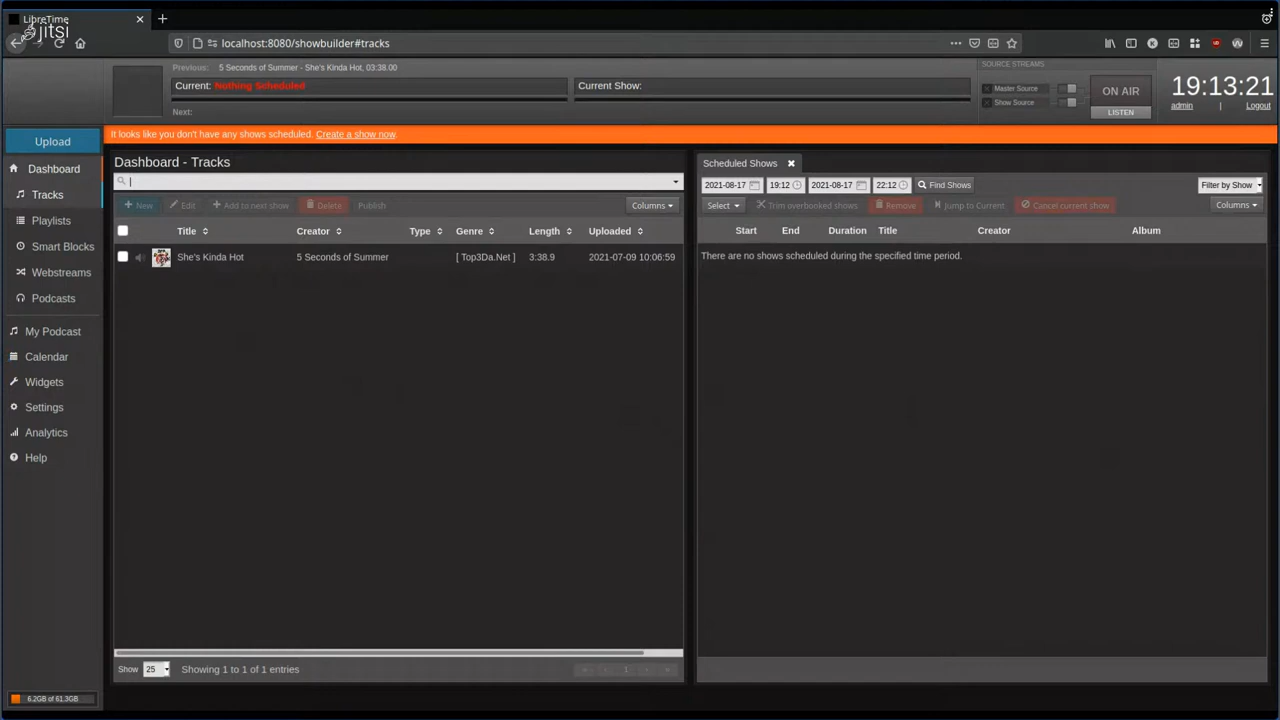 LibreTime
jitsi
localhost:8080/showbuilder#tracks
Previous: 5 Seconds of Summer - She's Kinda Hot, 03:38.00
Current: Nothing Scheduled
Current Show:
Next:
SOURCE STREAMS
Master Source
Show Source
ON AIR
LISTEN
19:13:21
admin | Logout
Upload
It looks like you don't have any shows scheduled. Create a show now.
Dashboard
Tracks
Playlists
Smart Blocks
Webstreams
Podcasts
My Podcast
Calendar
Widgets
Settings
Analytics
Help
6.2GB of 61.3GB
Dashboard - Tracks
New Edit Add to next show Delete Publish Columns
Title Creator Type Genre Length Uploaded
She's Kinda Hot 5 Seconds of Summer [ Top3Da.Net ] 3:38.9 2021-07-09 10:06:59
Show 25 Showing 1 to 1 of 1 entries
1
Scheduled Shows
2021-08-17 19:12 2021-08-17 22:12 Find Shows Filter by Show
Select Trim overbooked shows Remove Jump to Current Cancel current show Columns
Start End Duration Title Creator Album
There are no shows scheduled during the specified time period.